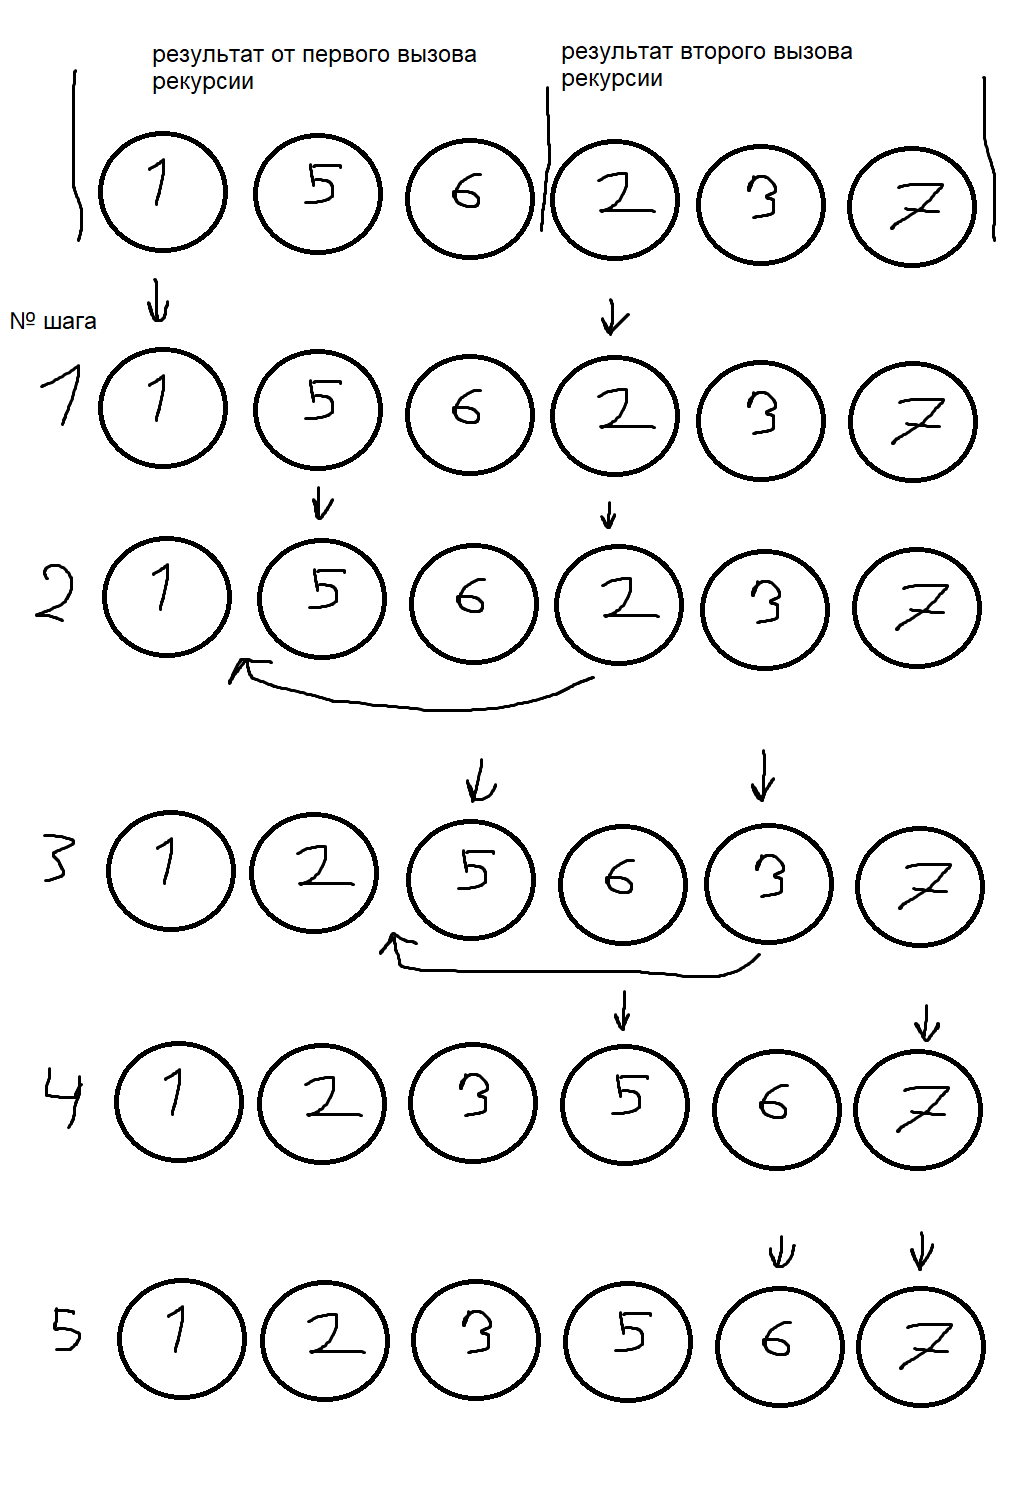 результат от первого вызова
рекурсии
результат второго вызова
рекурсии
1 5 6 2 3 7
№ шага
1 1 5 6 2 3 7
2 1 5 6 2 3 7
3 1 2 5 6 3 7
4 1 2 3 5 6 7
5 1 2 3 5 6 7